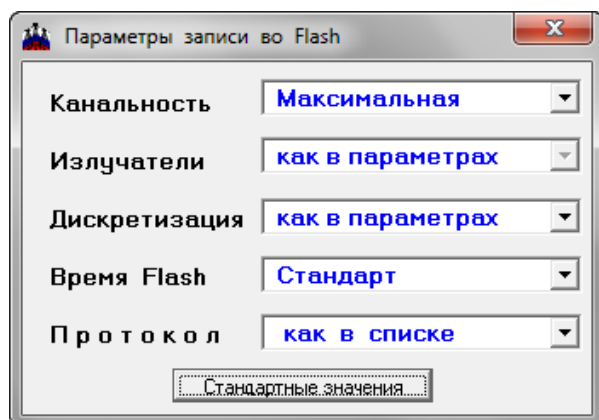 Параметры записи во Flash
Канальность Максимальная
Излучатели как в параметрах
Дискретизация как в параметрах
Время Flash Стандарт
Протокол как в списке
Стандартные значения